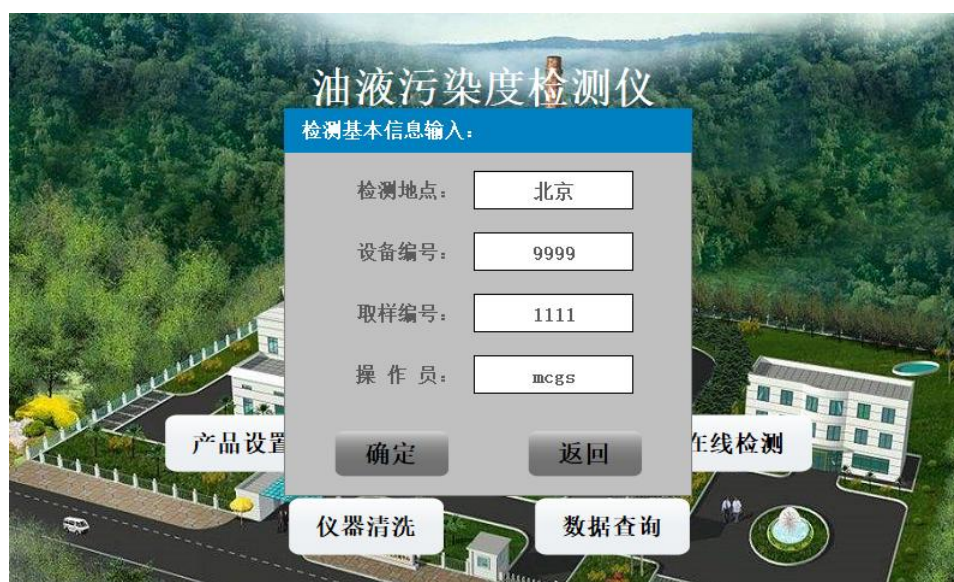 油液污染度检测仪
检测基本信息输入：
检测地点： 北京
设备编号： 9999
取样编号： 1111
操 作 员： mcgs
确定 返回
产品设置 在线检测
仪器清洗 数据查询